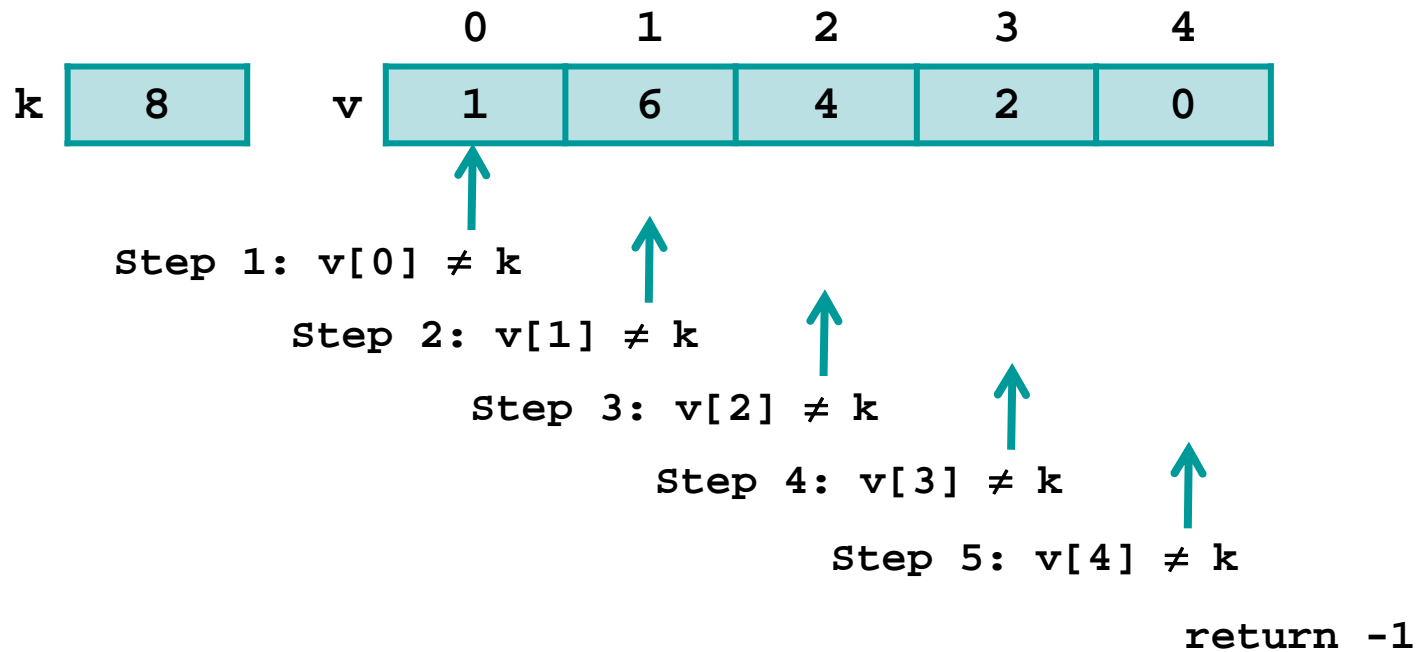 0 1 2 3 4
k 8 v 1 6 4 2 0
Step 1: v[0] ≠ k
Step 2: v[1] ≠ k
Step 3: v[2] ≠ k
Step 4: v[3] ≠ k
Step 5: v[4] ≠ k
return -1